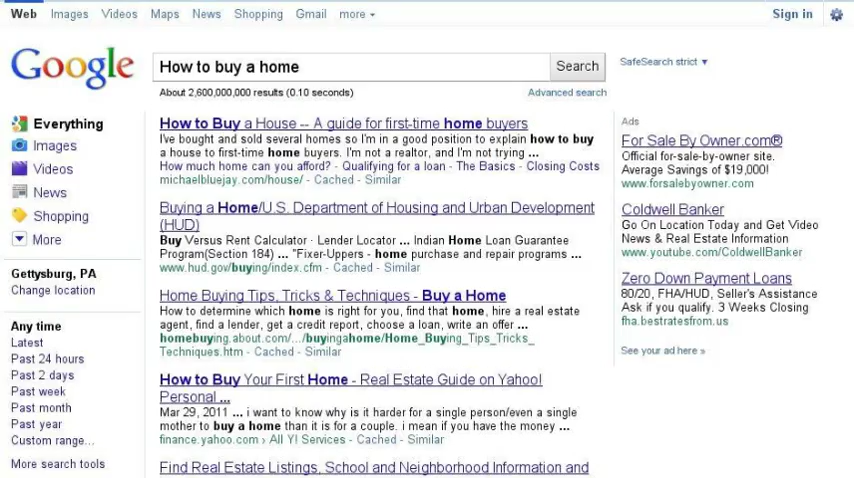 Web Images Videos Maps News Shopping Gmail more
Sign in
Google
How to buy a home
Search
SafeSearch strict
About 2,600,000,000 results (0.10 seconds)
Advanced search
Everything
Images
Videos
News
Shopping
More
Gettysburg, PA
Change location
Any time
Latest
Past 24 hours
Past 2 days
Past week
Past month
Past year
Custom range...
More search tools
How to Buy a House -- A guide for first-time home buyers
I've bought and sold several homes so I'm in a good position to explain how to buy
a house to first-time home buyers. I'm not a realtor, and I'm not trying ...
How much home can you afford? - Qualifying for a loan - The Basics - Closing Costs
michaelbluejay.com/house/ - Cached - Similar
Buying a Home/U.S. Department of Housing and Urban Development
(HUD)
Buy Versus Rent Calculator · Lender Locator ... Indian Home Loan Guarantee
Program(Section 184) ... "Fixer-Uppers - home purchase and repair programs ...
www.hud.gov/buying/index.cfm - Cached - Similar
Home Buying Tips, Tricks & Techniques - Buy a Home
How to determine which home is right for you, find that home, hire a real estate
agent, find a lender, get a credit report, choose a loan, write an offer ...
homebuying.about.com/.../buyingahome/Home_Buying_Tips_Tricks_
Techniques.htm - Cached - Similar
How to Buy Your First Home - Real Estate Guide on Yahoo!
Personal ...
Mar 29, 2011 ... i want to know why is it harder for a single person/even a single
mother to buy a home than it is for a couple. i mean if you have the money ...
finance.yahoo.com › All Y! Services - Cached - Similar
Find Real Estate Listings, School and Neighborhood Information and
Ads
For Sale By Owner.com®
Official for-sale-by-owner site.
Average Savings of $19,000!
www.forsalebyowner.com
Coldwell Banker
Go On Location Today and Get Video
News & Real Estate Information
www.youtube.com/ColdwellBanker
Zero Down Payment Loans
80/20, FHA/HUD, Seller's Assistance
Ask if you qualify. 3 Weeks Closing
fha.bestratesfrom.us
See your ad here »